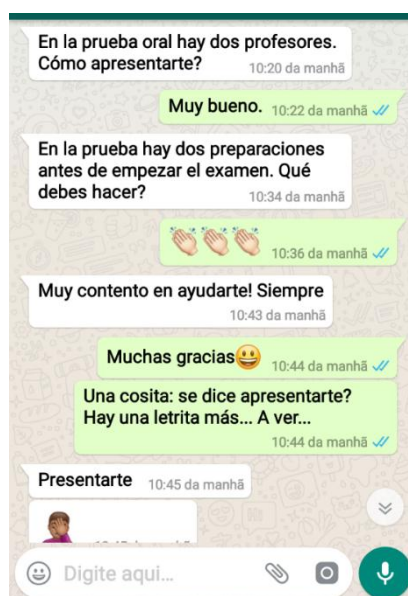 En la prueba oral hay dos profesores.
Cómo apresentarte?
10:20 da manhã
Muy bueno. 10:22 da manhã
En la prueba hay dos preparaciones
antes de empezar el examen. Qué
debes hacer?
10:34 da manhã
10:36 da manhã
Muy contento en ayudarte! Siempre
10:43 da manhã
Muchas gracias 10:44 da manhã
Una cosita: se dice apresentarte?
Hay una letrita más... A ver...
10:44 da manhã
Presentarte 10:45 da manhã
Digite aqui...